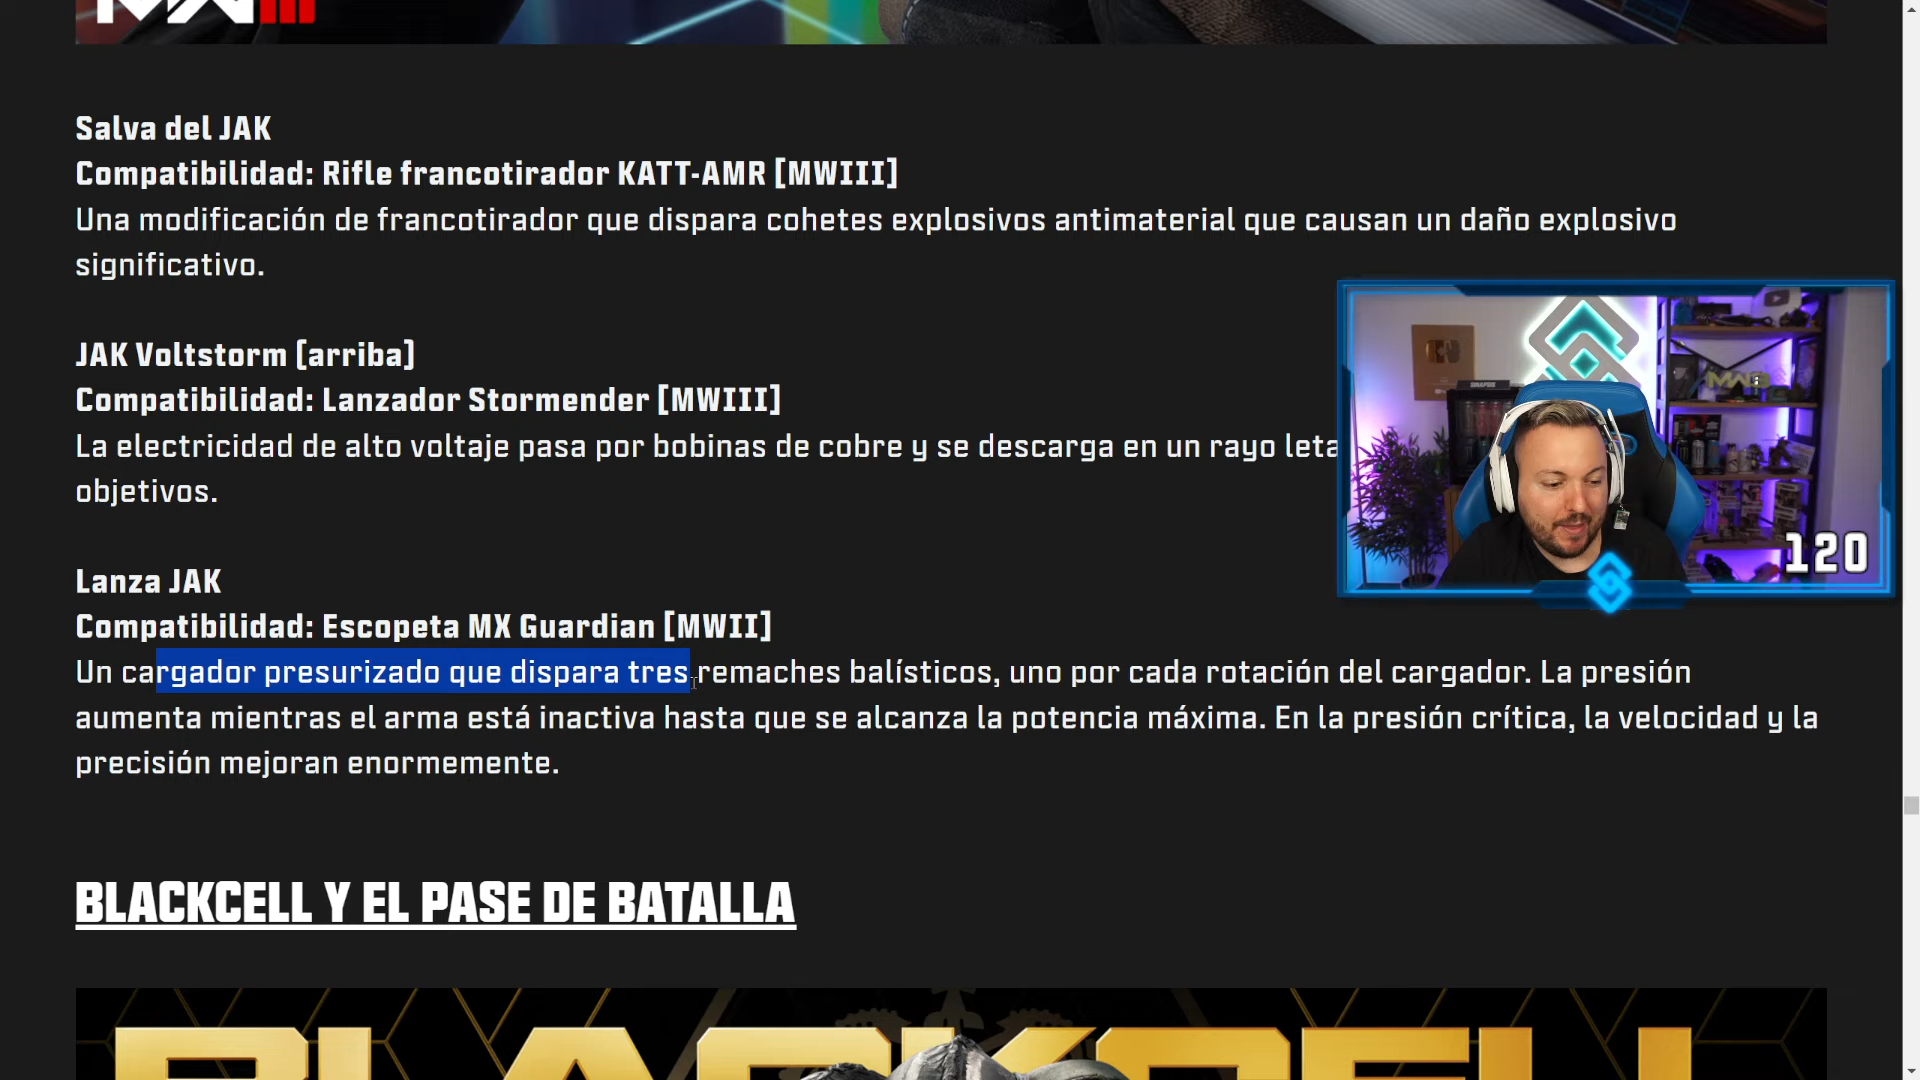 MWIII
Salva del JAK
Compatibilidad: Rifle francotirador KATT-AMR [MWIII]
Una modificación de francotirador que dispara cohetes explosivos antimaterial que causan un daño explosivo
significativo.
JAK Voltstorm (arriba)
Compatibilidad: Lanzador Stormender [MWIII]
La electricidad de alto voltaje pasa por bobinas de cobre y se descarga en un rayo leta
objetivos.
120
Lanza JAK
Compatibilidad: Escopeta MX Guardian [MWII]
Un cargador presurizado que dispara tres remaches balísticos, uno por cada rotación del cargador. La presión
aumenta mientras el arma está inactiva hasta que se alcanza la potencia máxima. En la presión crítica, la velocidad y la
precisión mejoran enormemente.
BLACKCELL Y EL PASE DE BATALLA
BLACKCELL